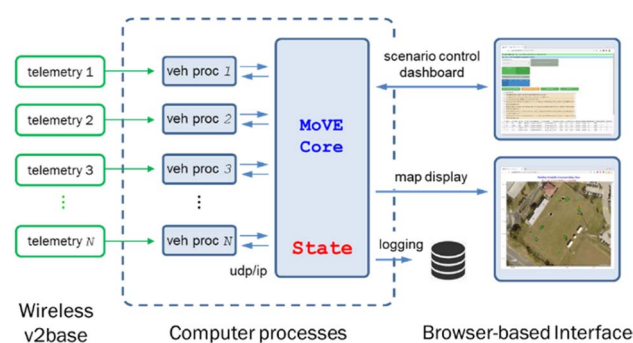 telemetry 1
veh proc 1
telemetry 2
veh proc 2
telemetry 3
veh proc 3
telemetry N
veh proc N
udp/ip
MoVE
Core
State
scenario control
dashboard
map display
logging
Wireless
v2base
Computer processes
Browser-based Interface